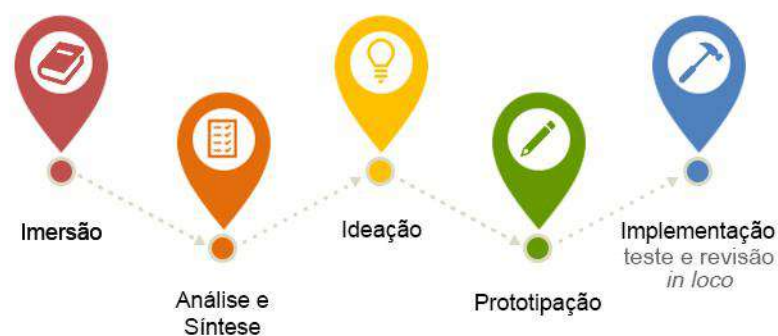 Imersão
Análise e
Síntese
Ideação
Prototipação
Implementação
teste e revisão
in loco